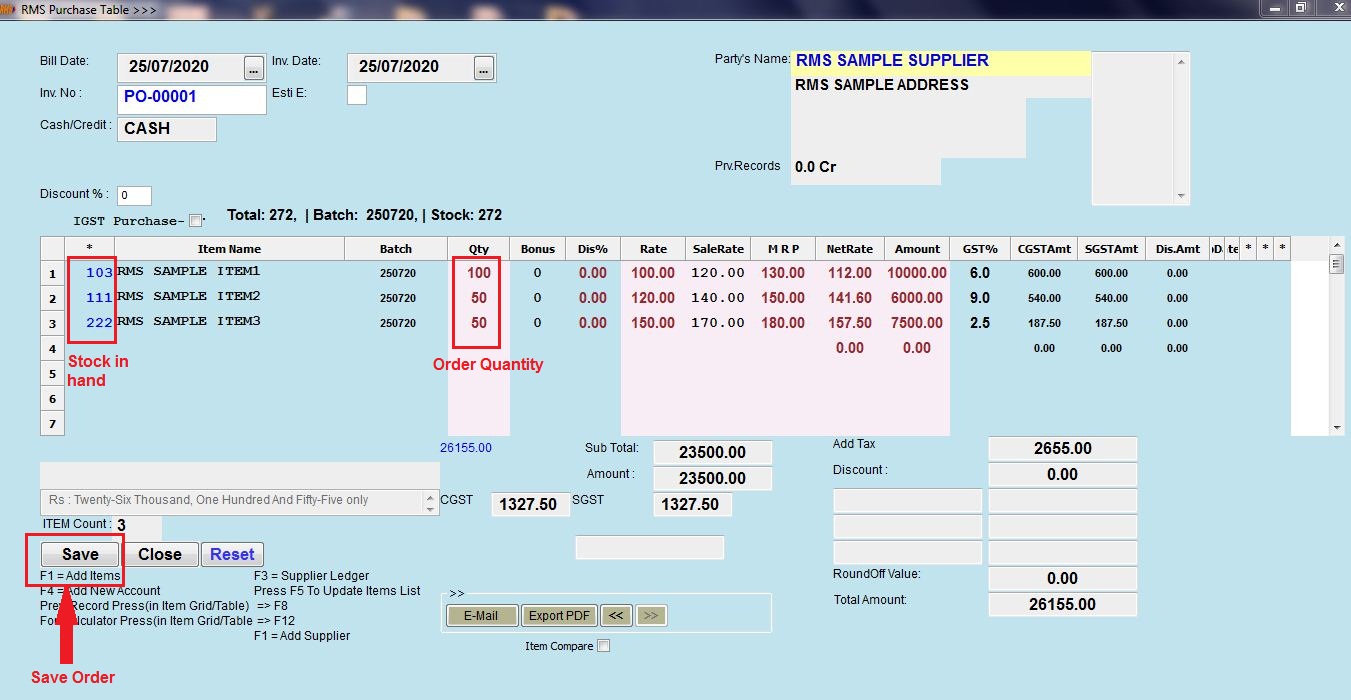 RMS Purchase Table >>>
Bill Date: 25/07/2020 ... Inv. Date: 25/07/2020 ... Party's Name: RMS SAMPLE SUPPLIER
RMS SAMPLE ADDRESS
Inv. No : PO-00001 Esti E:
Cash/Credit : CASH
Prv.Records 0.0 Cr
Discount % : 0
IGST Purchase- Total: 272, | Batch: 250720, | Stock: 272
* Item Name Batch Qty Bonus Dis% Rate SaleRate M R P NetRate Amount GST% CGSTAmt SGSTAmt Dis.Amt * * *
1 103 RMS SAMPLE ITEM1 250720 100 0 0.00 100.00 120.00 130.00 112.00 10000.00 6.0 600.00 600.00 0.00
2 111 RMS SAMPLE ITEM2 250720 50 0 0.00 120.00 140.00 150.00 141.60 6000.00 9.0 540.00 540.00 0.00
3 222 RMS SAMPLE ITEM3 250720 50 0 0.00 150.00 170.00 180.00 157.50 7500.00 2.5 187.50 187.50 0.00
4 0.00 0.00 0.00 0.00 0.00
Stock in
hand
Order Quantity
5
6
7
26155.00 Sub Total: 23500.00 Add Tax 2655.00
Amount : 23500.00 Discount : 0.00
Rs : Twenty-Six Thousand, One Hundred And Fifty-Five only CGST 1327.50 SGST 1327.50
ITEM Count : 3
Save Close Reset
F1 = Add Items F3 = Supplier Ledger
F4 = Add New Account Press F5 To Update Items List
Record Press(in Item Grid/Table) => F8
Press(in Item Grid/Table => F12
F1 = Add Supplier
>>
E-Mail Export PDF << >>
Item Compare
RoundOff Value: 0.00
Total Amount: 26155.00
Save Order